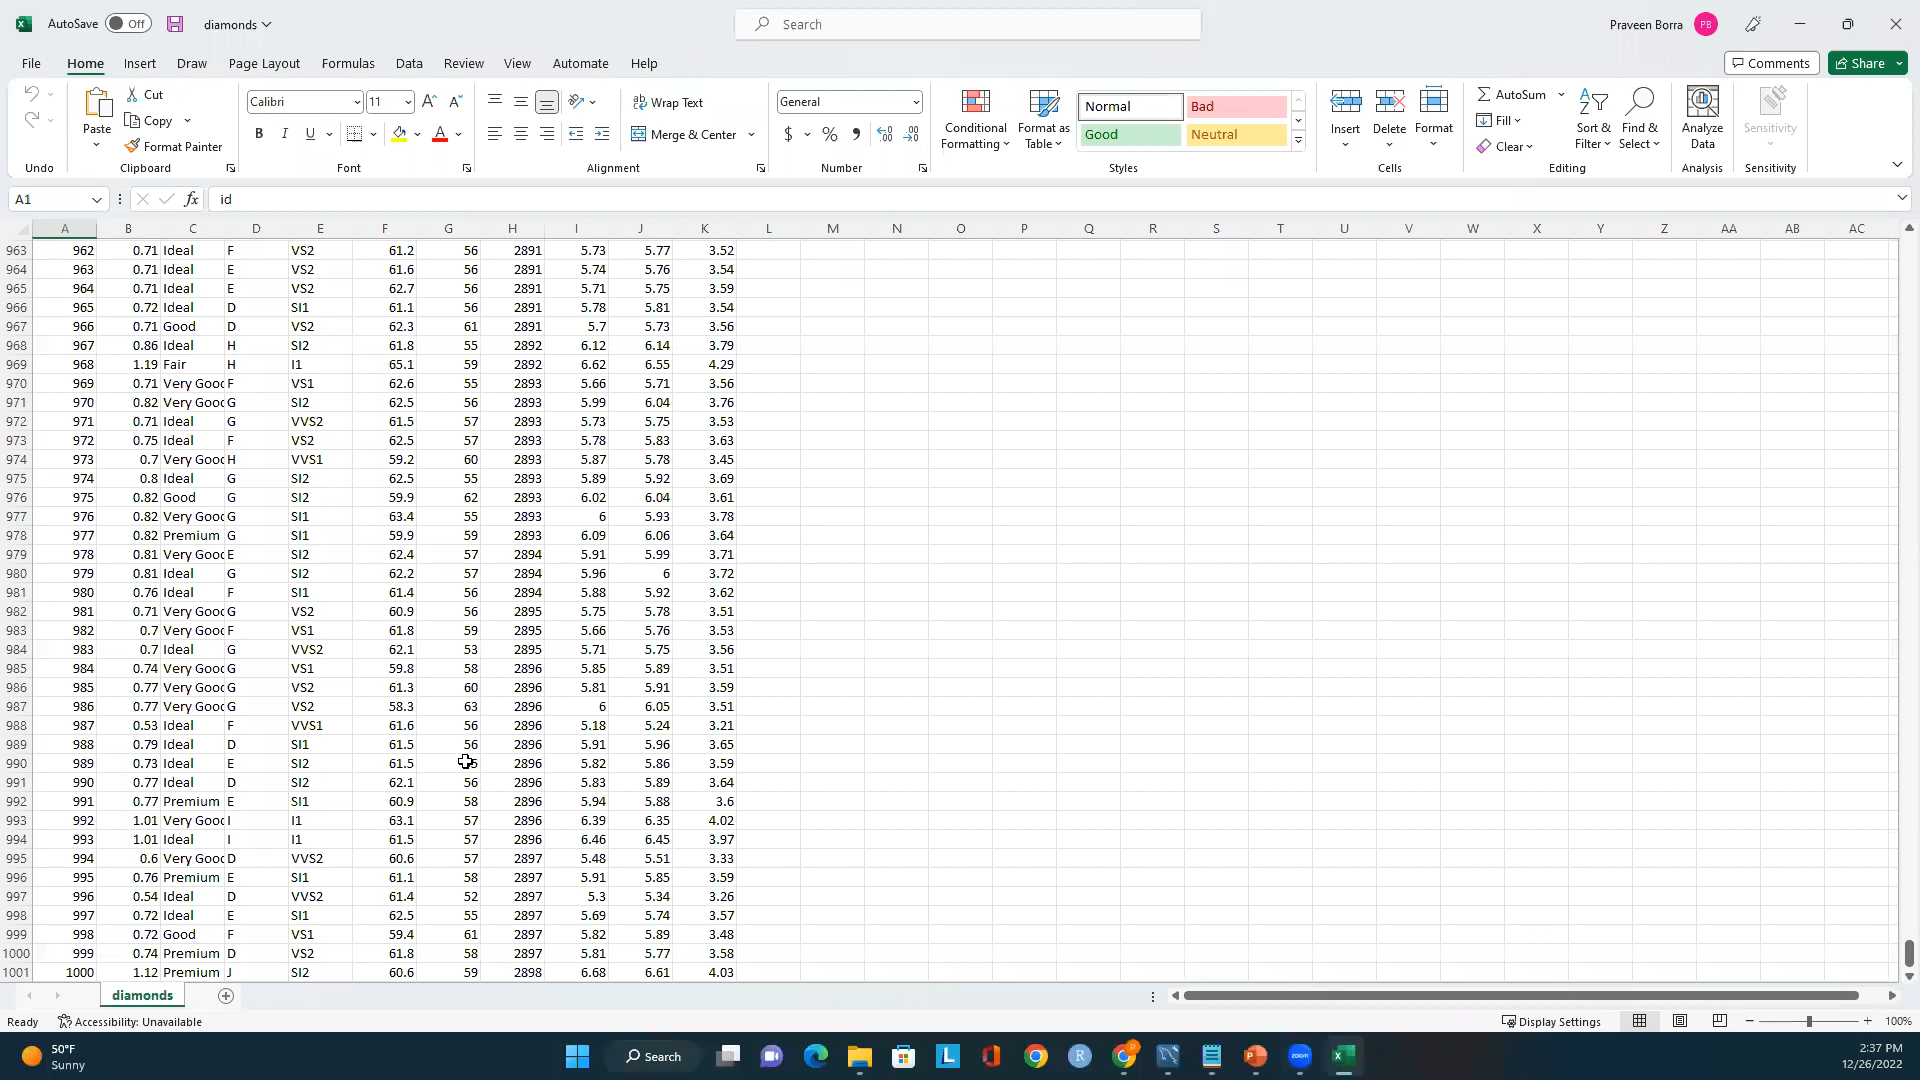 AutoSave Off diamonds Search Praveen Borra PB
File Home Insert Draw Page Layout Formulas Data Review View Automate Help Comments Share
Cut
Copy
Format Painter
Paste
Undo Clipboard
Calibri 11
B I U
Font
Wrap Text
Merge & Center
Alignment
General
$ % 9
Number
Conditional Formatting Format as Table
Normal Bad
Good Neutral
Styles
Insert Delete Format
Cells
AutoSum
Fill
Clear
Sort & Filter Find & Select
Editing
Analyze Data
Analysis
Sensitivity
Sensitivity
A1 fx id
A B C D E F G H I J K L M N O P Q R S T U V W X Y Z AA AB AC
963 962 0.71 Ideal F VS2 61.2 56 2891 5.73 5.77 3.52
964 963 0.71 Ideal E VS2 61.6 56 2891 5.74 5.76 3.54
965 964 0.71 Ideal E VS2 62.7 56 2891 5.71 5.75 3.59
966 965 0.72 Ideal D SI1 61.1 56 2891 5.78 5.81 3.54
967 966 0.71 Good D VS2 62.3 61 2891 5.7 5.73 3.56
968 967 0.86 Ideal H SI2 61.8 55 2892 6.12 6.14 3.79
969 968 1.19 Fair H I1 65.1 59 2892 6.62 6.55 4.29
970 969 0.71 Very Good F VS1 62.6 55 2893 5.66 5.71 3.56
971 970 0.82 Very Good G SI2 62.5 56 2893 5.99 6.04 3.76
972 971 0.71 Ideal G VVS2 61.5 57 2893 5.73 5.75 3.53
973 972 0.75 Ideal F VS2 62.5 57 2893 5.78 5.83 3.63
974 973 0.7 Very Good H VVS1 59.2 60 2893 5.87 5.78 3.45
975 974 0.8 Ideal G SI2 62.5 55 2893 5.89 5.92 3.69
976 975 0.82 Good G SI2 59.9 62 2893 6.02 6.04 3.61
977 976 0.82 Very Good G SI1 63.4 55 2893 6 5.93 3.78
978 977 0.82 Premium G SI1 59.9 59 2893 6.09 6.06 3.64
979 978 0.81 Very Good E SI2 62.4 57 2894 5.91 5.99 3.71
980 979 0.81 Ideal G SI2 62.2 57 2894 5.96 6 3.72
981 980 0.76 Ideal F SI1 61.4 56 2894 5.88 5.92 3.62
982 981 0.71 Very Good G VS2 60.9 56 2895 5.75 5.78 3.51
983 982 0.7 Very Good F VS1 61.8 59 2895 5.66 5.76 3.53
984 983 0.7 Ideal G VVS2 62.1 53 2895 5.71 5.75 3.56
985 984 0.74 Very Good G VS1 59.8 58 2896 5.85 5.89 3.51
986 985 0.77 Very Good G VS2 61.3 60 2896 5.81 5.91 3.59
987 986 0.77 Very Good G VS2 58.3 63 2896 6 6.05 3.51
988 987 0.53 Ideal F VVS1 61.6 56 2896 5.18 5.24 3.21
989 988 0.79 Ideal D SI1 61.5 56 2896 5.91 5.96 3.65
990 989 0.73 Ideal E SI2 61.5 2896 5.82 5.86 3.59
991 990 0.77 Ideal D SI2 62.1 56 2896 5.83 5.89 3.64
992 991 0.77 Premium E SI1 60.9 58 2896 5.94 5.88 3.6
993 992 1.01 Very Good I I1 63.1 57 2896 6.39 6.35 4.02
994 993 1.01 Ideal I I1 61.5 57 2896 6.46 6.45 3.97
995 994 0.6 Very Good D VVS2 60.6 57 2897 5.48 5.51 3.33
996 995 0.76 Premium E SI1 61.1 58 2897 5.91 5.85 3.59
997 996 0.54 Ideal D VVS2 61.4 52 2897 5.3 5.34 3.26
998 997 0.72 Ideal E SI1 62.5 55 2897 5.69 5.74 3.57
999 998 0.72 Good F VS1 59.4 61 2897 5.82 5.89 3.48
1000 999 0.74 Premium D VS2 61.8 58 2897 5.81 5.77 3.58
1001 1000 1.12 Premium J SI2 60.6 59 2898 6.68 6.61 4.03
diamonds
Ready Accessibility: Unavailable Display Settings 100%
50°F
Sunny
Search
zoom
2:37 PM
12/26/2022